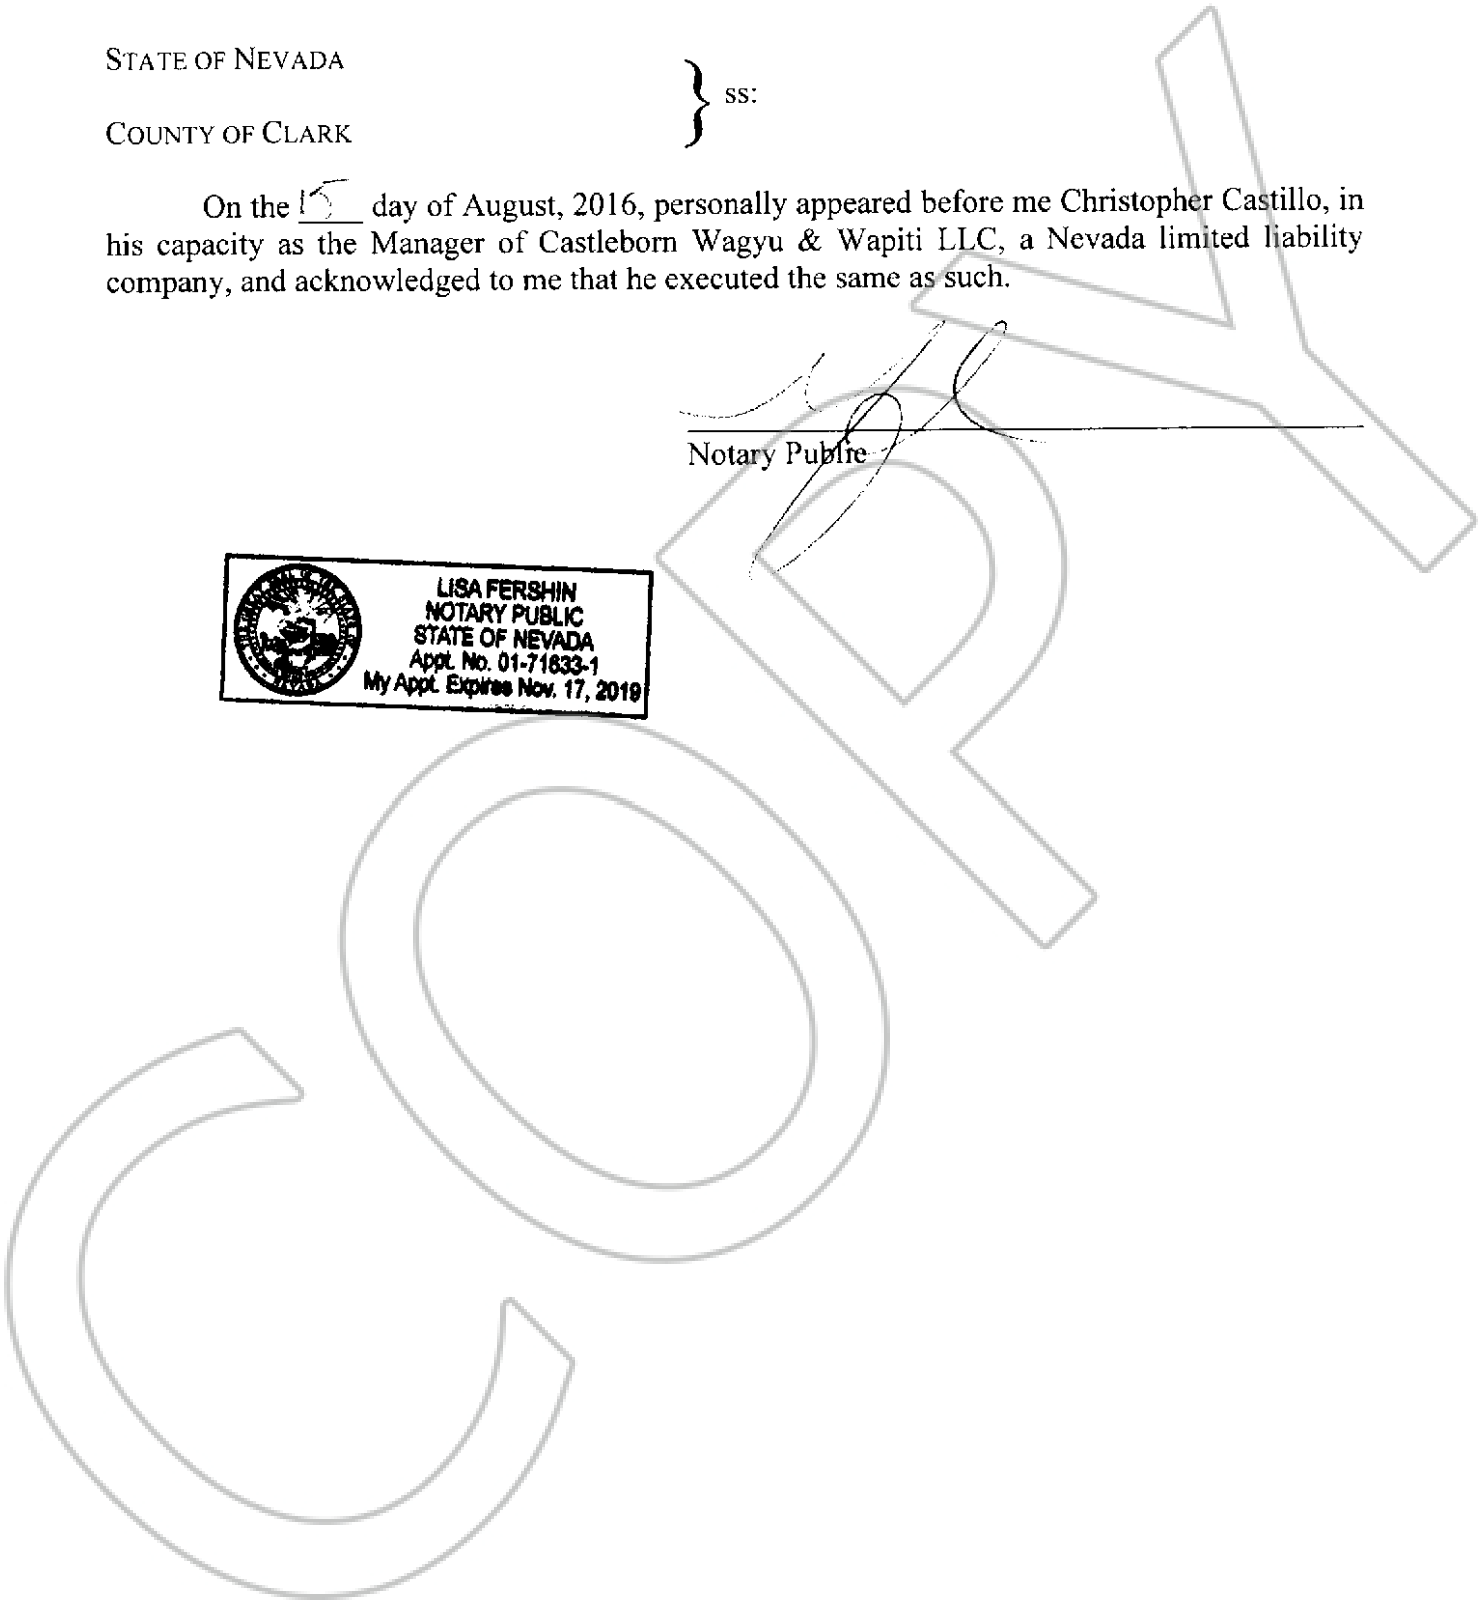 STATE OF NEVADA
} ss:
COUNTY OF CLARK
On the 15 day of August, 2016, personally appeared before me Christopher Castillo, in
his capacity as the Manager of Castleborn Wagyu & Wapiti LLC, a Nevada limited liability
company, and acknowledged to me that he executed the same as such.
Notary Public
LISA FERSHIN
NOTARY PUBLIC
STATE OF NEVADA
Appt. No. 01-71633-1
My Appt. Expires Nov. 17, 2019
COPY